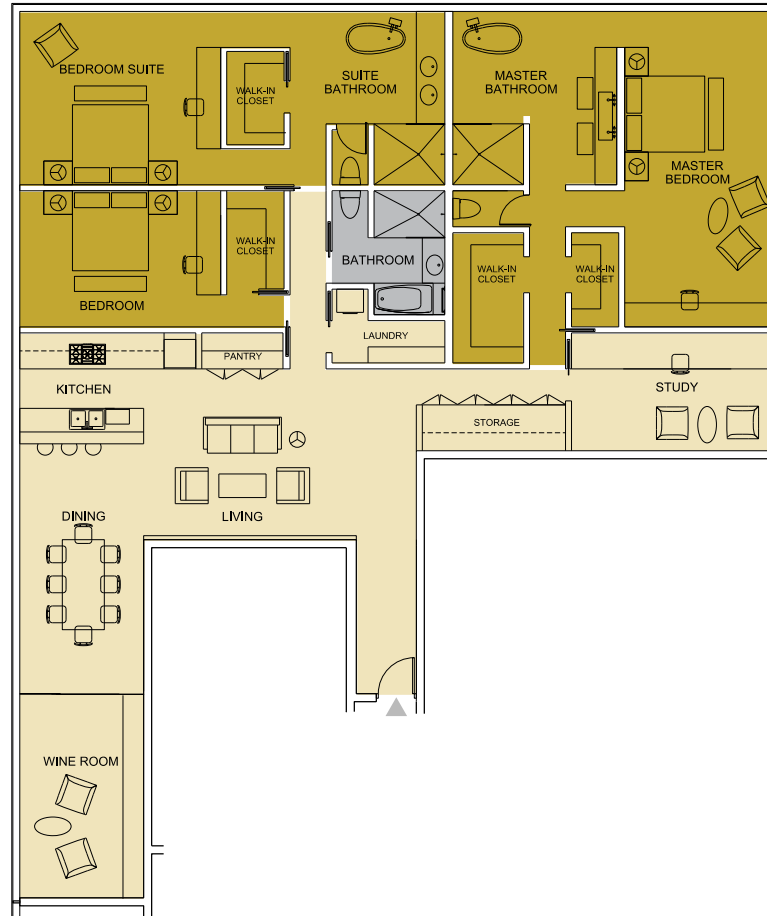 BEDROOM SUITE
WALK-IN
CLOSET
SUITE
BATHROOM
MASTER
BATHROOM
MASTER
BEDROOM
BEDROOM
WALK-IN
CLOSET
BATHROOM
WALK-IN
CLOSET
WALK-IN
CLOSET
LAUNDRY
PANTRY
KITCHEN
STUDY
STORAGE
DINING
LIVING
WINE ROOM